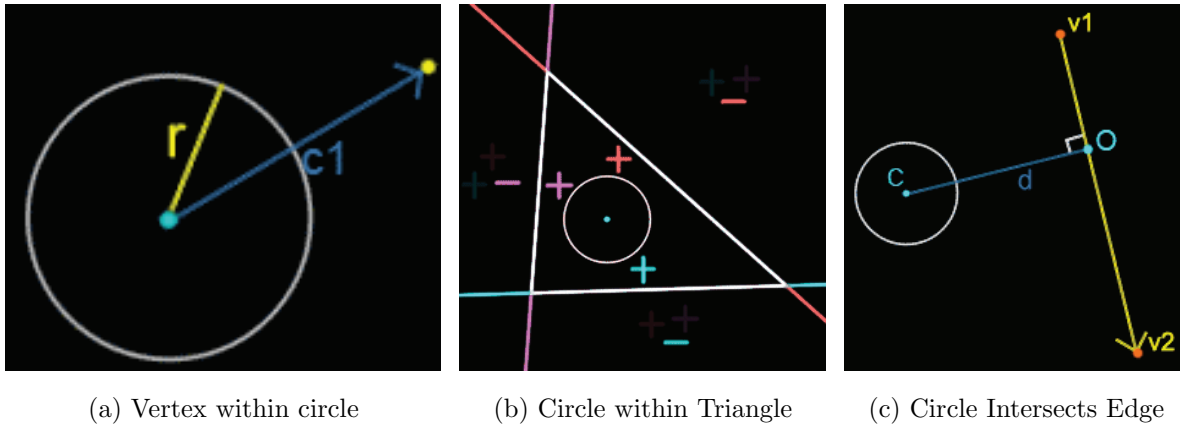 r
c1
+ + −
+ + −
+
+
+
+ + −
v1
O
C
d
v2
(a) Vertex within circle
(b) Circle within Triangle
(c) Circle Intersects Edge